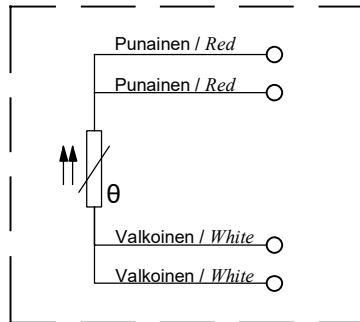 Punainen / Red
Punainen / Red
θ
Valkoinen / White
Valkoinen / White